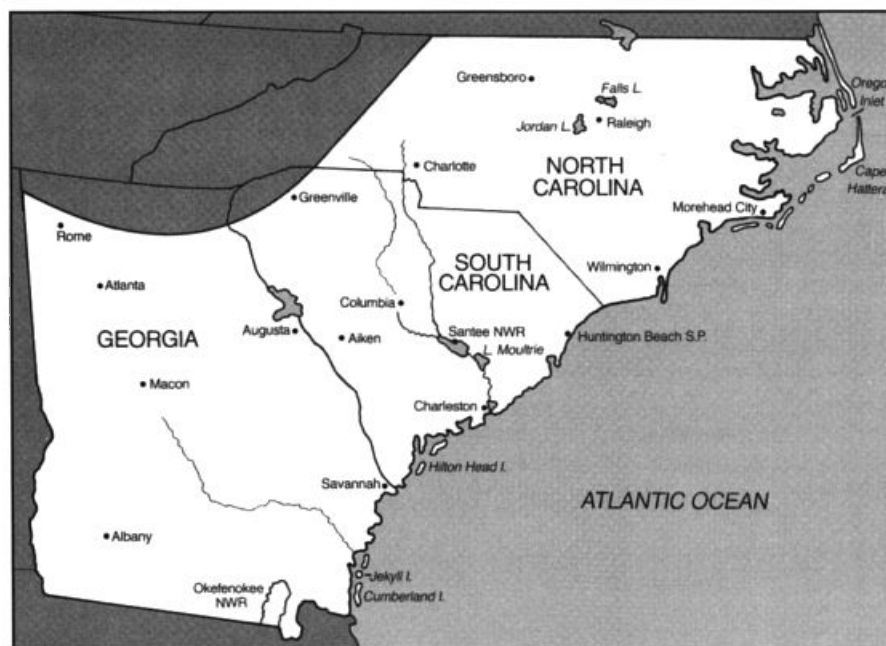 Greensboro
Falls L.
Jordan L.
Raleigh
Oregon
Inlet
Charlotte
NORTH
CAROLINA
Cape
Hattera
Greenville
Morehead City
Rome
SOUTH
CAROLINA
Wilmington
Atlanta
Columbia
GEORGIA
Augusta
Aiken
Santee NWR
Huntington Beach S.P.
L. Moultrie
Macon
Charleston
Hilton Head I.
Savannah
ATLANTIC OCEAN
Albany
Jekyll I.
Okefenokee
NWR
Cumberland I.